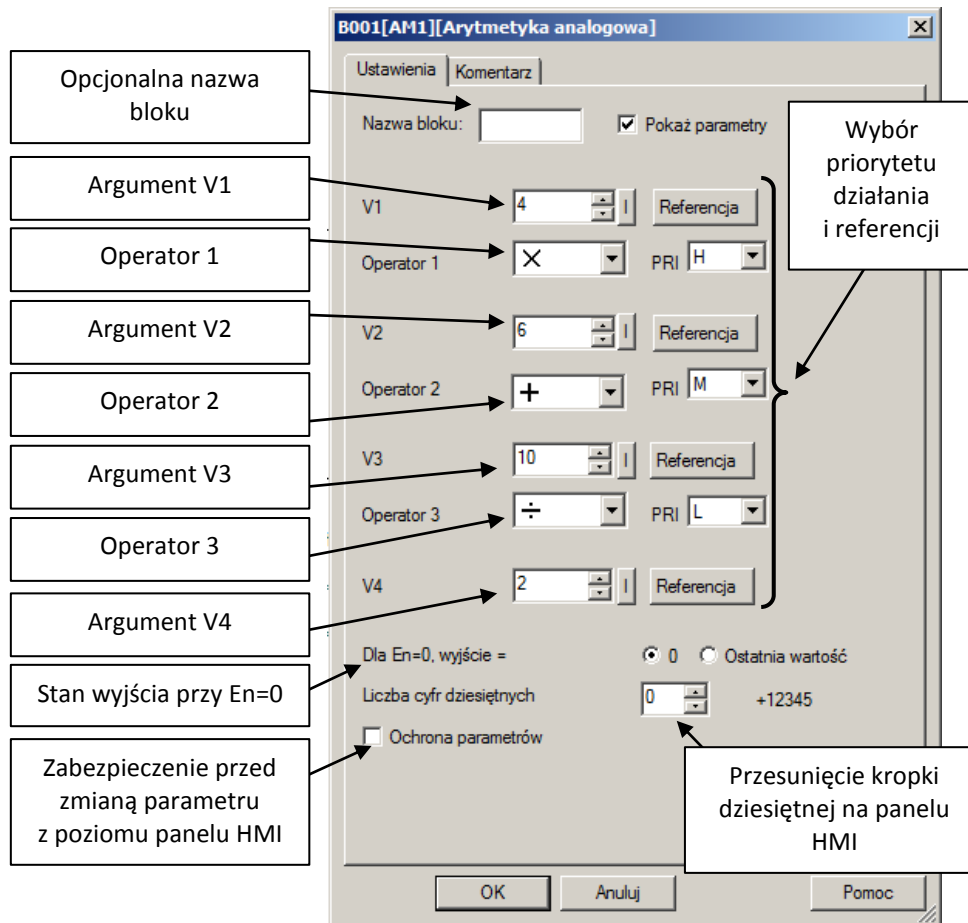 B001[AM1][Arytmetyka analogowa]
Ustawienia Komentarz
Opcjonalna nazwa
bloku
Nazwa bloku: Pokaż parametry
Wybór
priorytetu
działania
i referencji
Argument V1
V1 4 I Referencja
Operator 1
Operator 1 × PRI H
Argument V2
V2 6 I Referencja
Operator 2
Operator 2 + PRI M
Argument V3
V3 10 I Referencja
Operator 3
Operator 3 ÷ PRI L
Argument V4
V4 2 I Referencja
Stan wyjścia przy En=0
Dla En=0, wyjście = 0 Ostatnia wartość
Liczba cyfr dziesiętnych 0 +12345
Ochrona parametrów
Zabezpieczenie przed
zmianą parametru
z poziomu panelu HMI
Przesunięcie kropki
dziesiętnej na panelu
HMI
OK Anuluj Pomoc